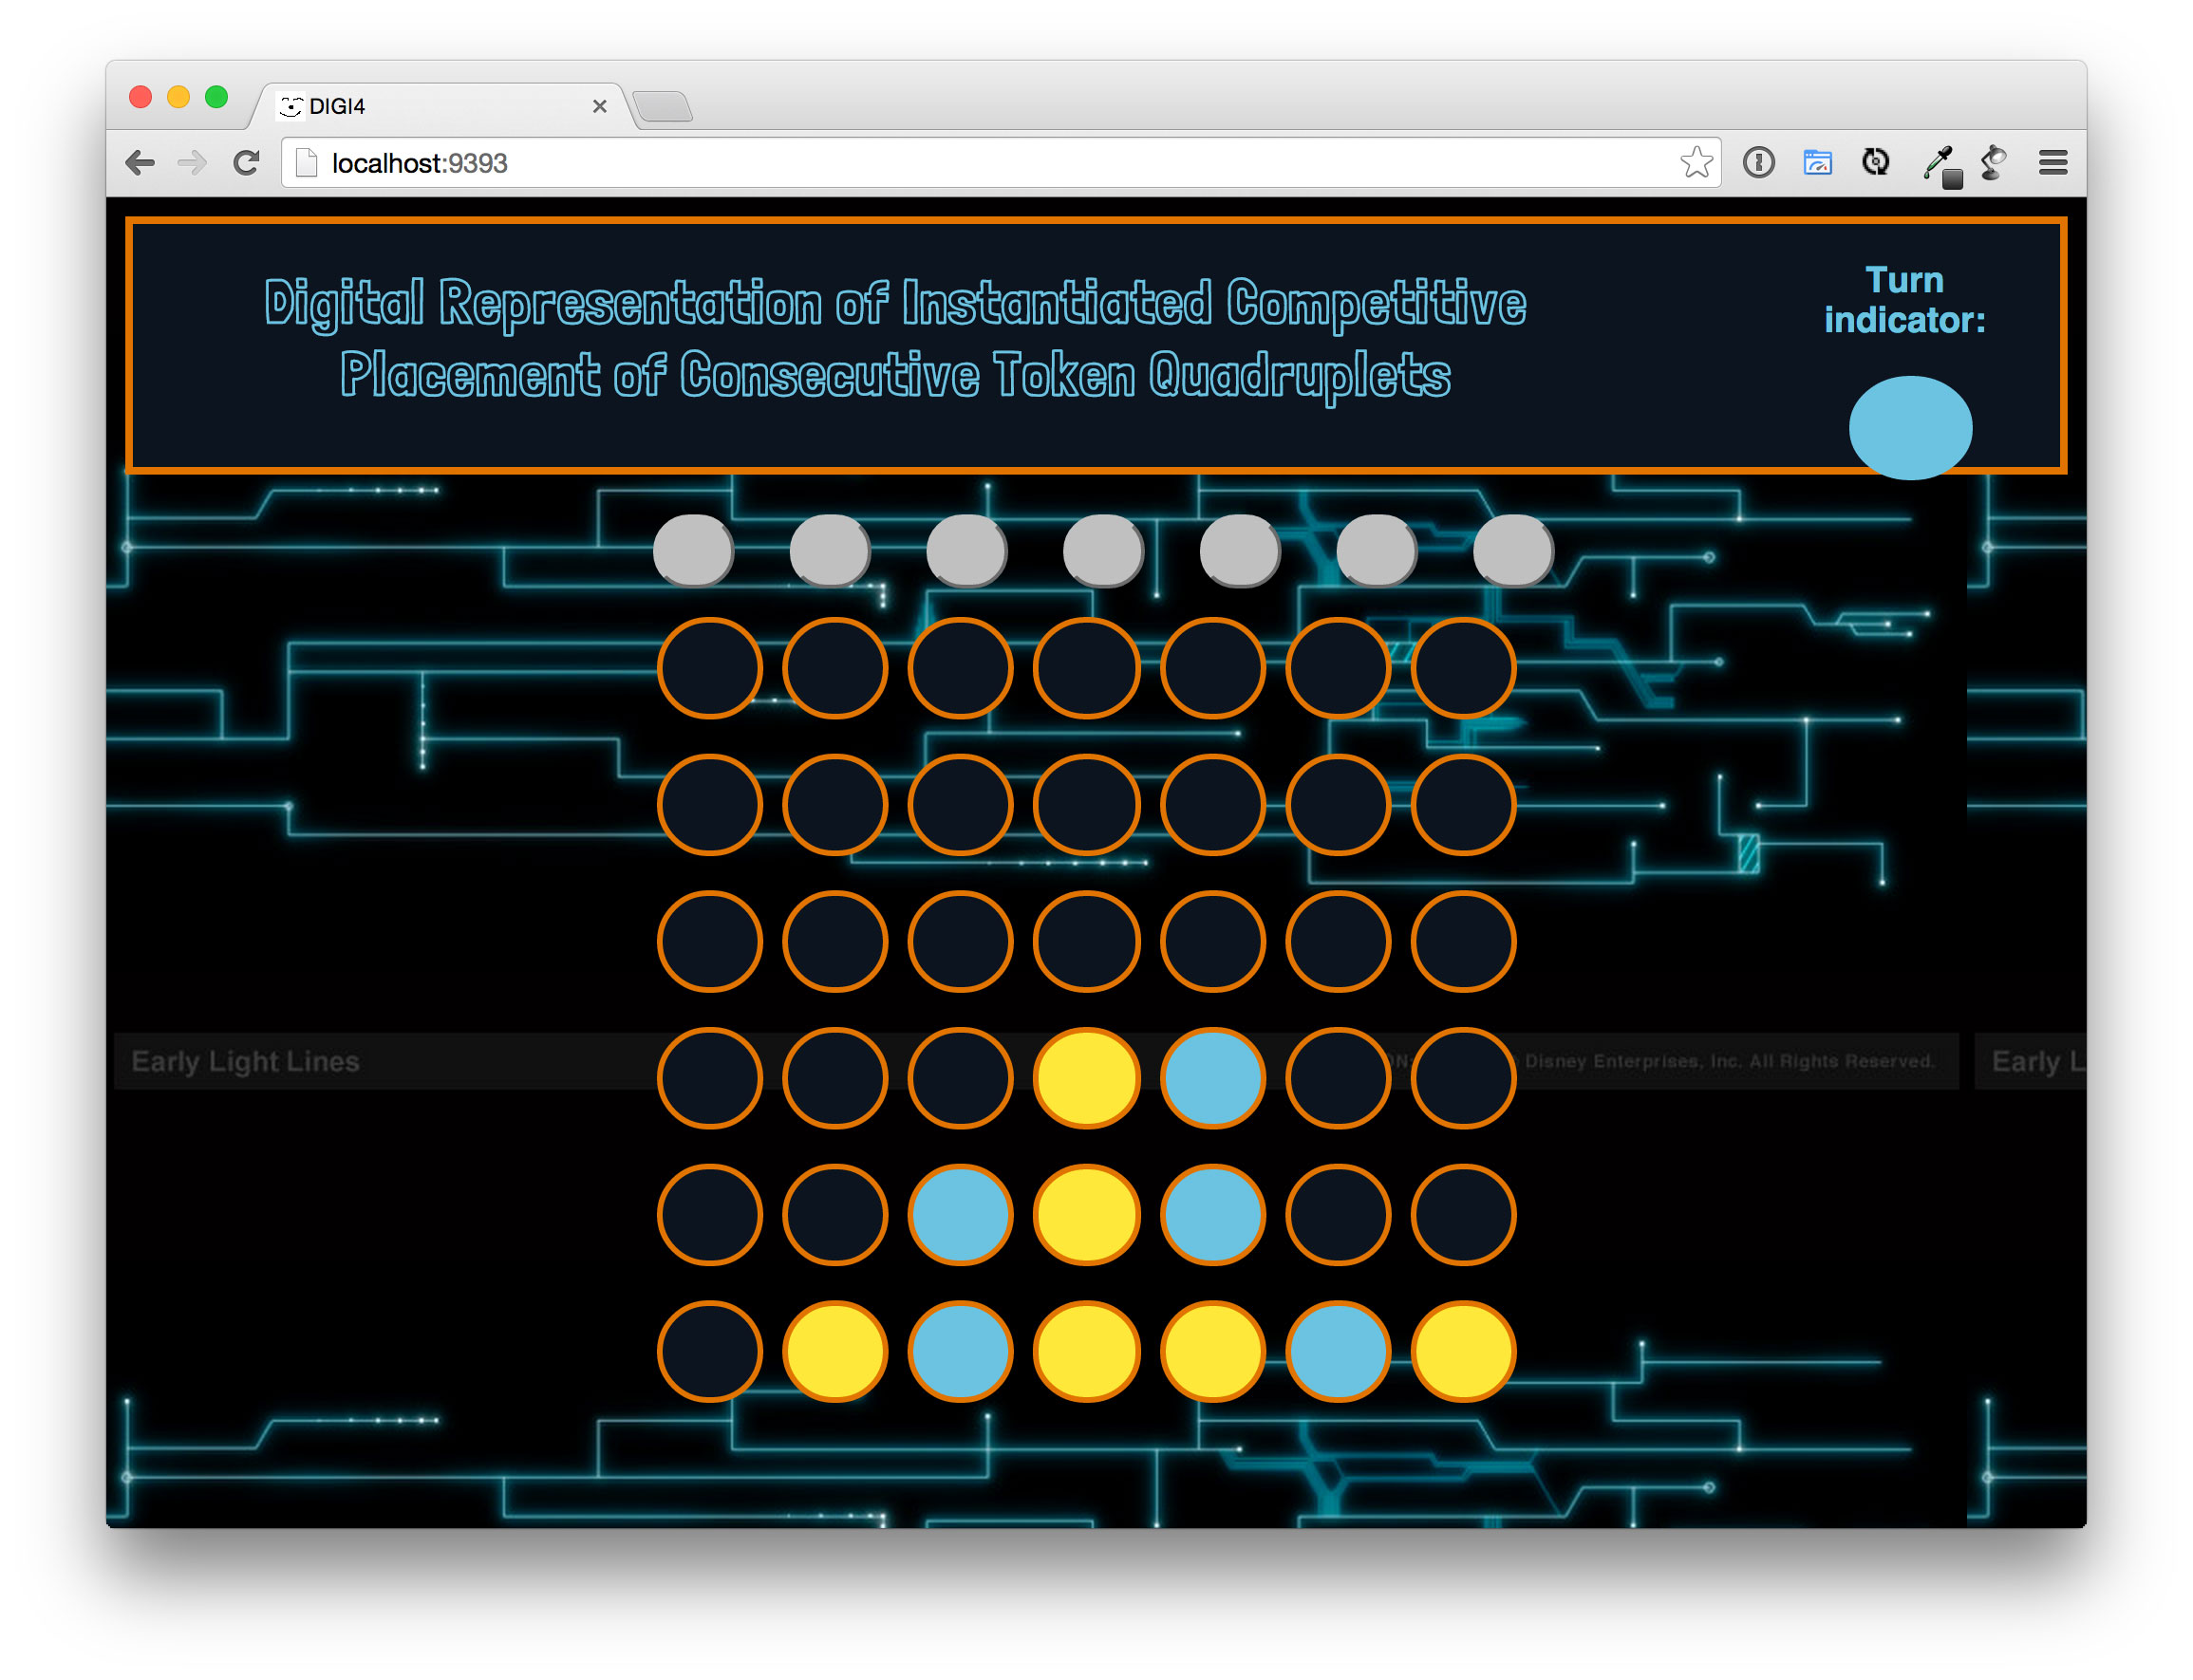 DIGI4
localhost:9393
Digital Representation of Instantiated Competitive
Placement of Consecutive Token Quadruplets
Turn
indicator:
Early Light Lines
Disney Enterprises, Inc. All Rights Reserved.
Early L